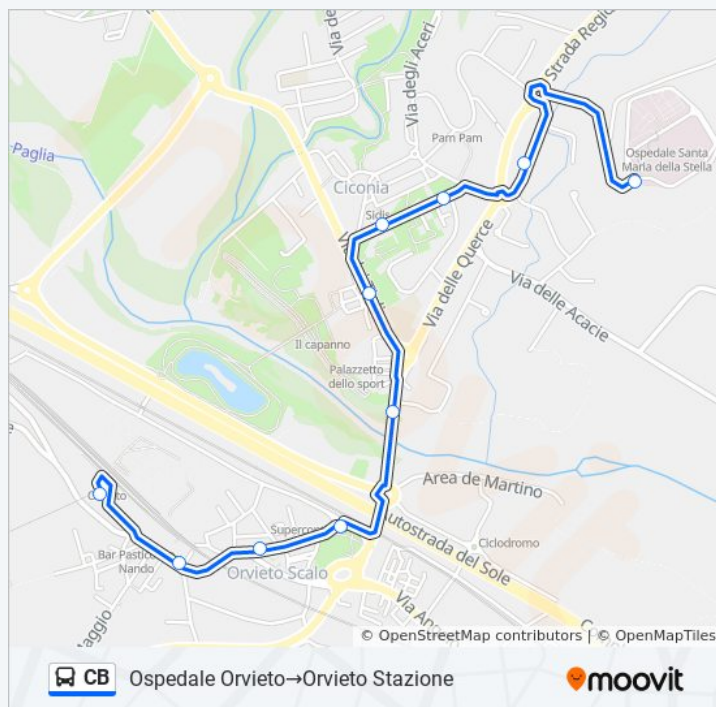 Strada Regio
Via de
Via degli Aceri
Pam Pam
-Paglia
Ospedale Santa
Maria della Stella
Ciconia
Sidis
Via delle Querce
Via delle Acacie
Il capanno
Palazzetto
dello sport
Area de Martino
Autostrada del Sole
Ciclodromo
Superco
Bar Pastic
Nando
Orvieto Scalo
Via An
Maggio
© OpenStreetMap contributors | © OpenMapTiles
CB
Ospedale Orvieto→Orvieto Stazione
moovit